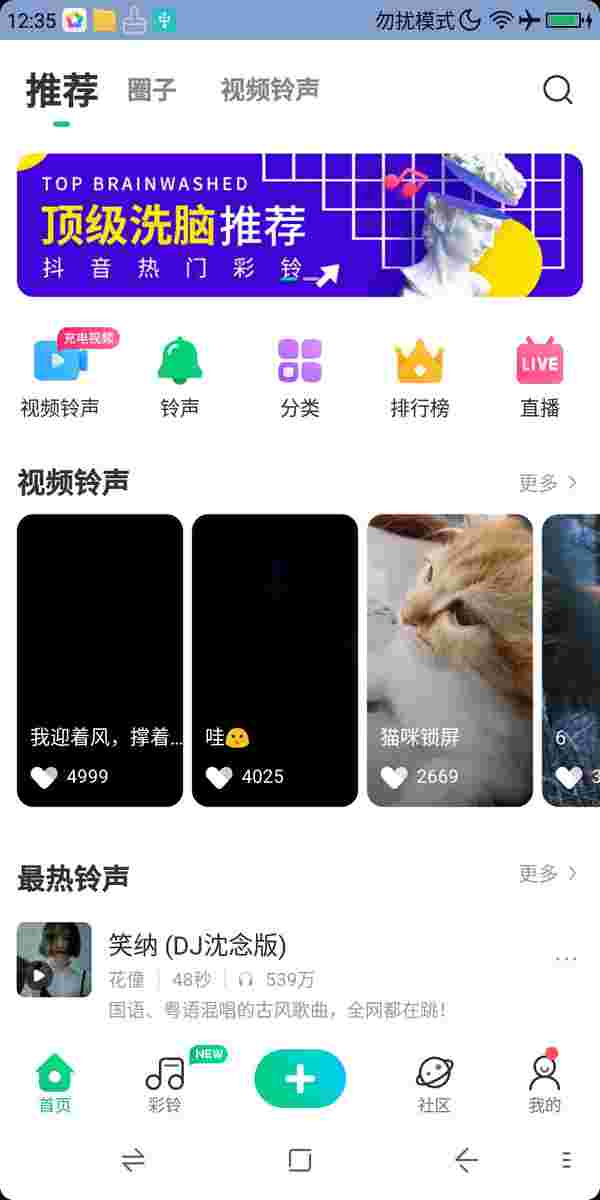 12:35 勿扰模式
推荐 圈子 视频铃声
TOP BRAINWASHED
顶级洗脑推荐
抖音热门彩铃
充电视频
LIVE
视频铃声 铃声 分类 排行榜 直播
视频铃声 更多
我迎着风，撑着... 哇 猫咪锁屏 6
4999 4025 2669 3
最热铃声 更多
笑纳 (DJ沈念版)
花僮 48秒 539万
国语、粤语混唱的古风歌曲，全网都在跳！
NEW
首页 彩铃 社区 我的